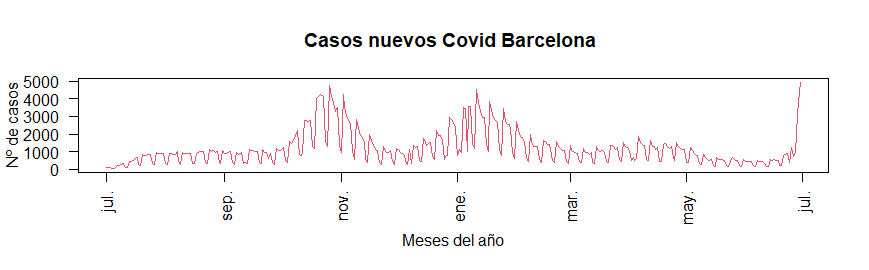 Casos nuevos Covid Barcelona
Nº de casos
5000
4000
3000
2000
1000
0
jul.
sep.
nov.
ene.
mar.
may.
jul.
Meses del año